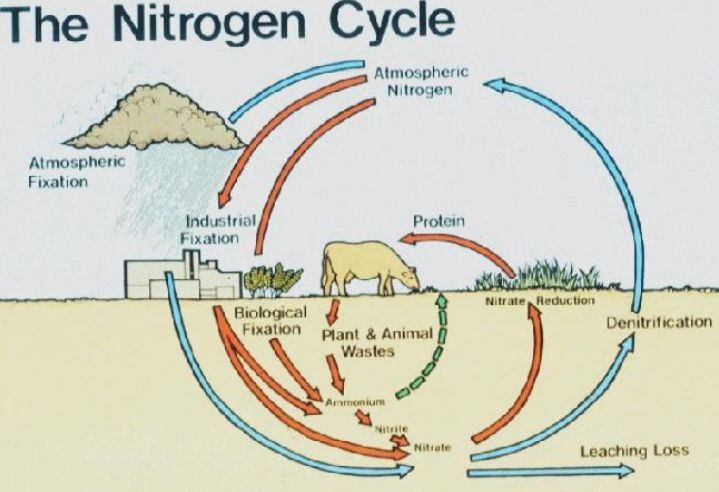 The Nitrogen Cycle
Atmospheric
Nitrogen
Atmospheric
Fixation
Industrial
Fixation
Protein
Nitrate Reduction
Biological
Fixation
Denitrification
Plant & Animal
Wastes
Ammonium
Nitrite
Nitrate
Leaching Loss